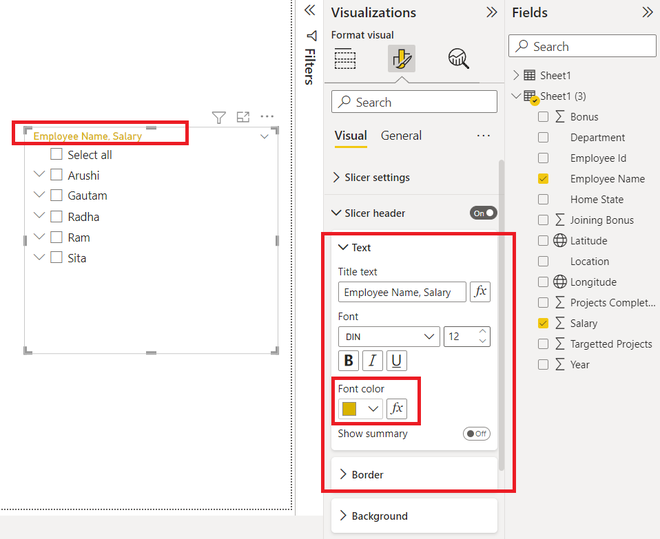 Employee Name, Salary
Select all
Arushi
Gautam
Radha
Ram
Sita
Filters
Visualizations
Format visual
Search
Visual General
Slicer settings
Slicer header On
Text
Title text
Employee Name, Salary fx
Font
DIN 12
B I U
Font color
fx
Show summary Off
Border
Background
Fields
Search
Sheet1
Sheet1 (3)
Bonus
Department
Employee Id
Employee Name
Home State
Joining Bonus
Latitude
Location
Longitude
Projects Complet...
Salary
Targetted Projects
Year